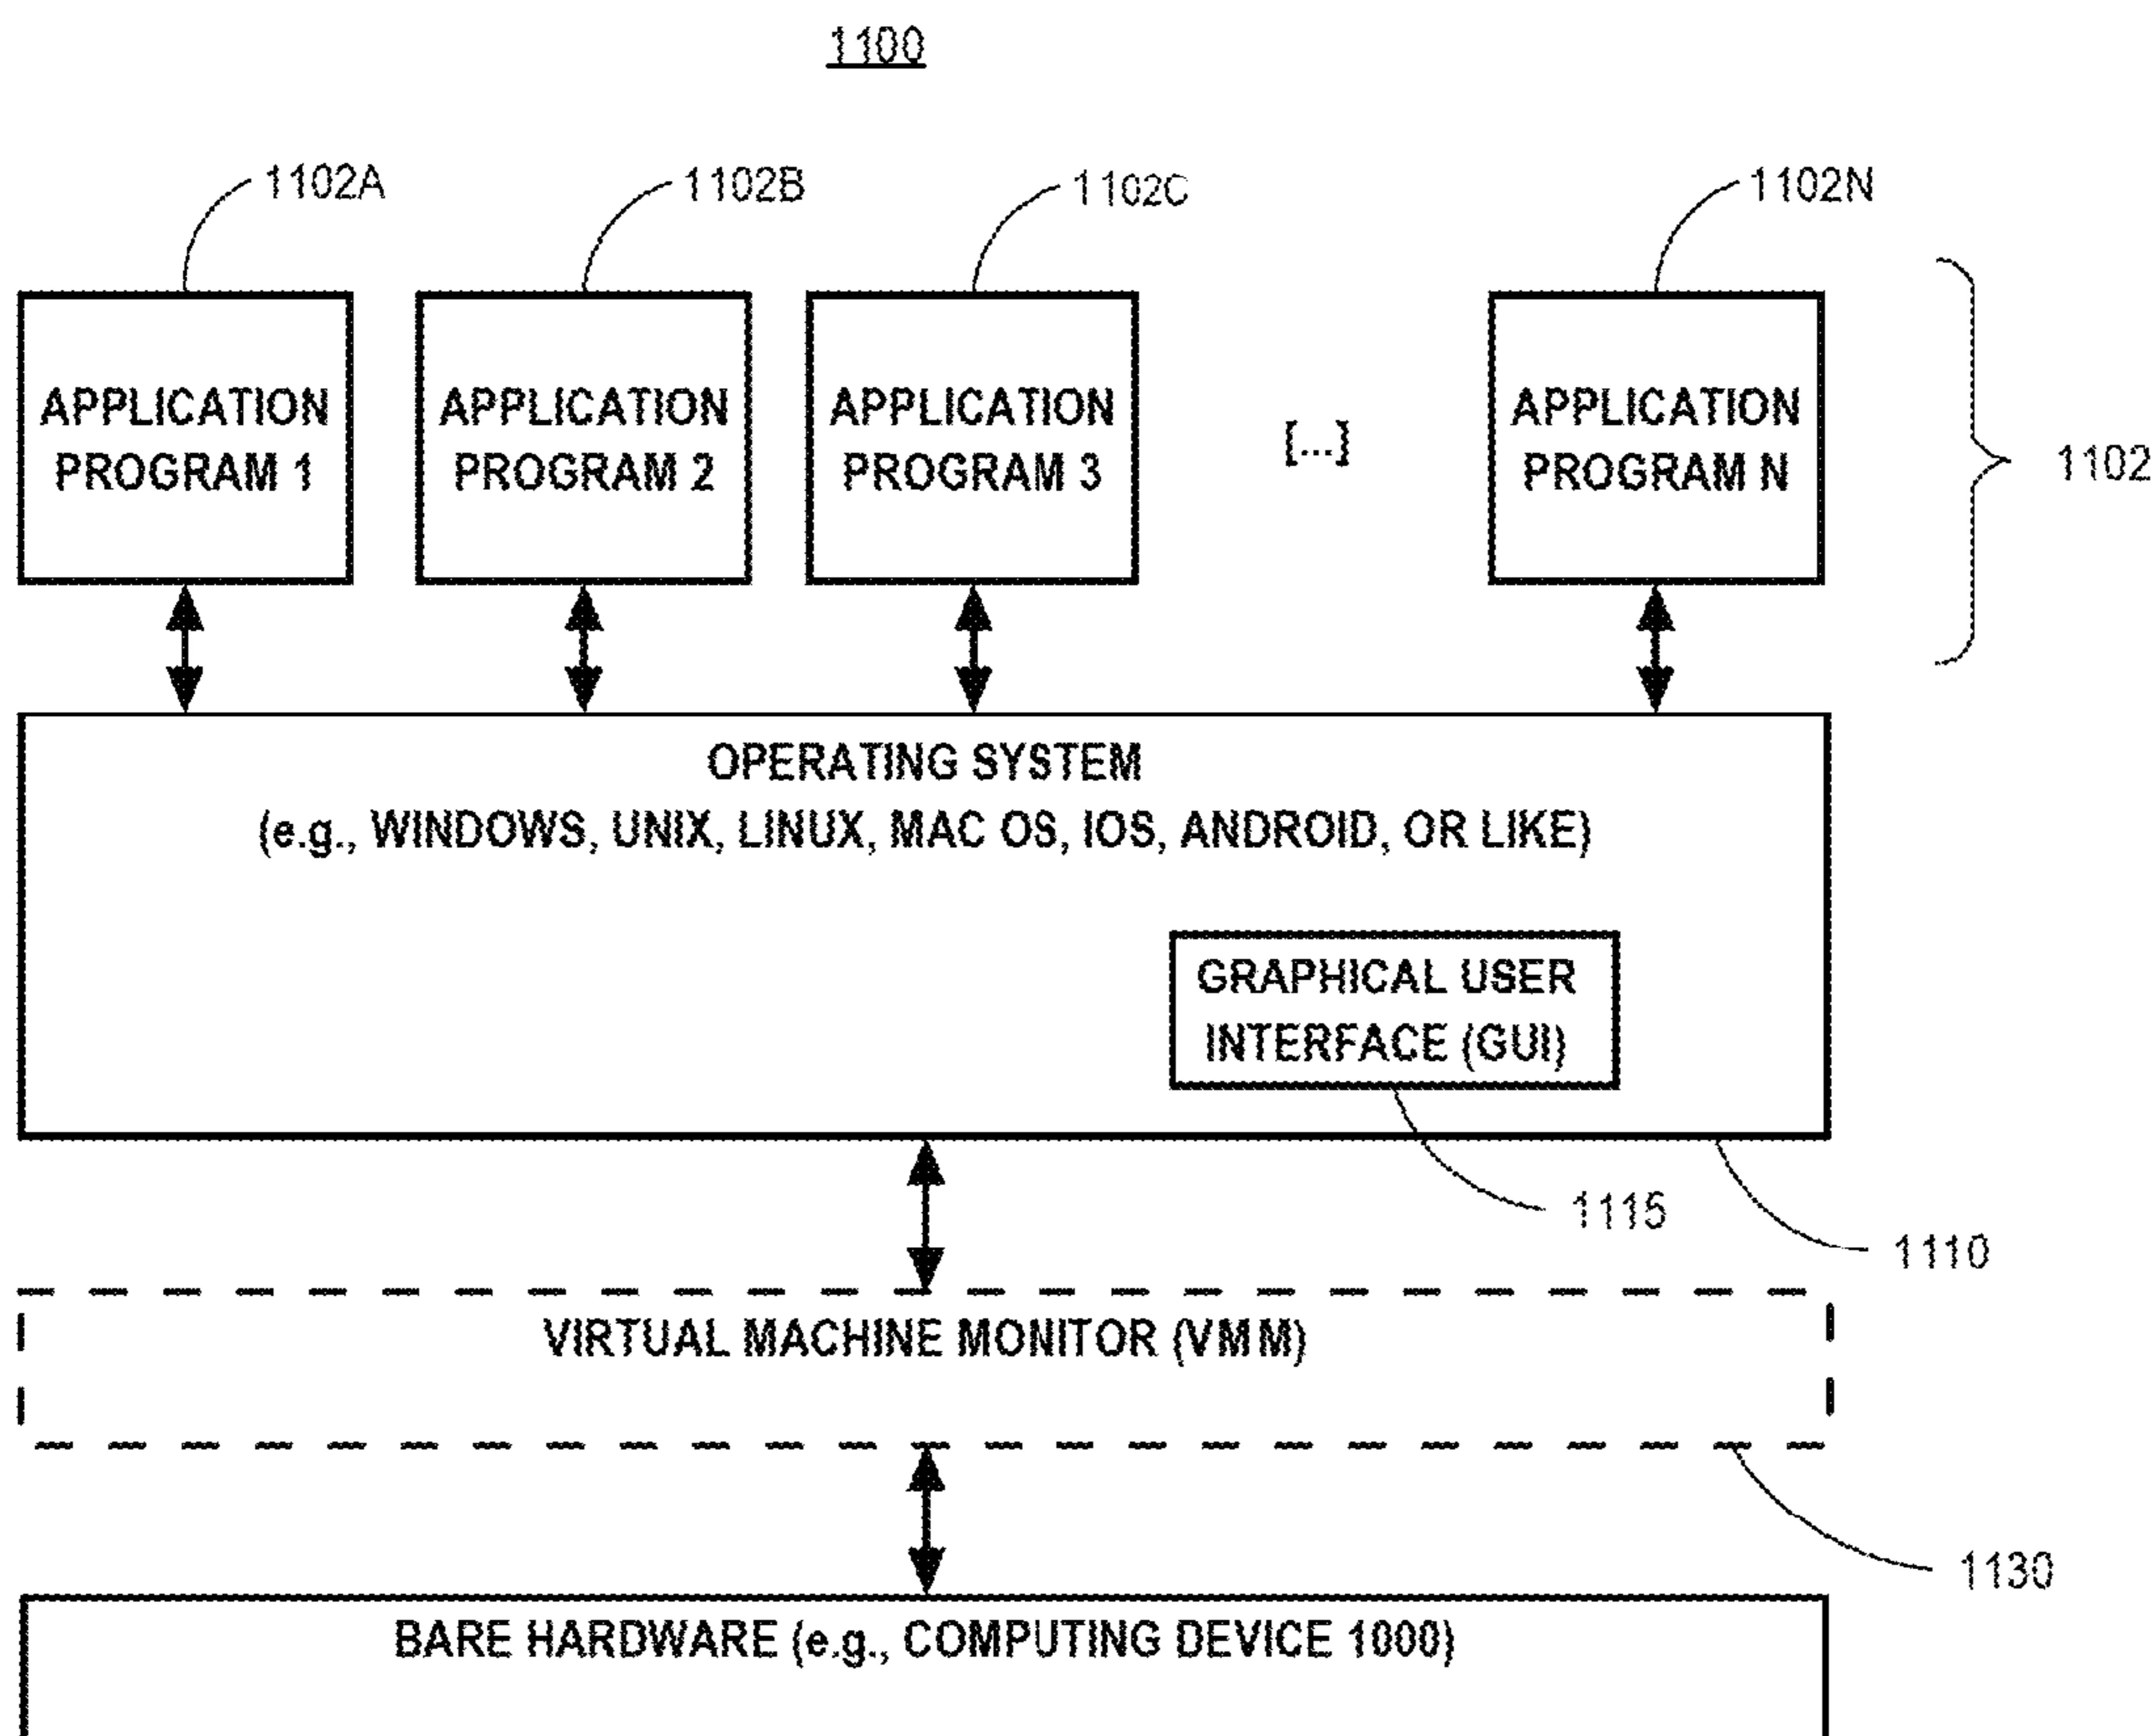 1100
1102A
1102B
1102C
1102N
APPLICATION
PROGRAM 1
APPLICATION
PROGRAM 2
APPLICATION
PROGRAM 3
[...]
APPLICATION
PROGRAM N
1102
OPERATING SYSTEM
(e.g., WINDOWS, UNIX, LINUX, MAC OS, IOS, ANDROID, OR LIKE)
GRAPHICAL USER
INTERFACE (GUI)
1115
1110
VIRTUAL MACHINE MONITOR (VMM)
1130
BARE HARDWARE (e.g., COMPUTING DEVICE 1000)